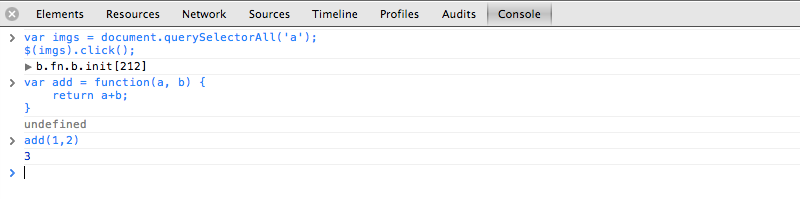 Elements Resources Network Sources Timeline Profiles Audits Console
var imgs = document.querySelectorAll('a');
$(imgs).click();
b.fn.b.init[212]
var add = function(a, b) {
    return a+b;
}
undefined
add(1,2)
3